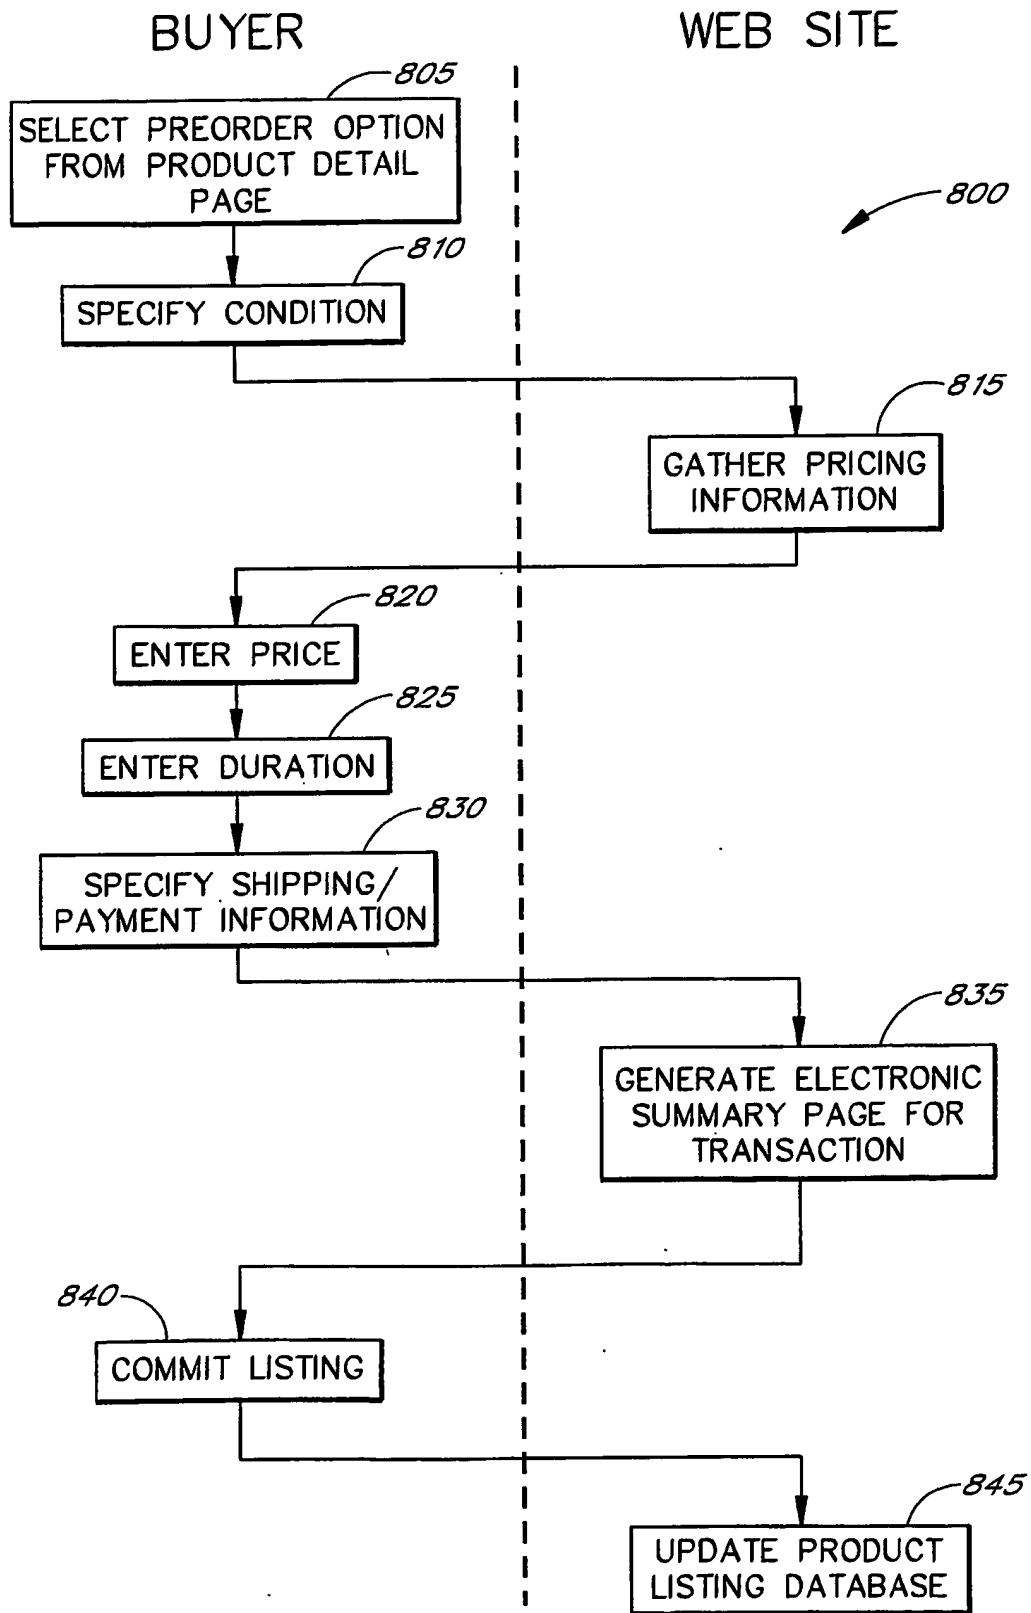 BUYER
WEB SITE
805
SELECT PREORDER OPTION
FROM PRODUCT DETAIL
PAGE
800
810
SPECIFY CONDITION
815
GATHER PRICING
INFORMATION
820
ENTER PRICE
825
ENTER DURATION
830
SPECIFY SHIPPING/
PAYMENT INFORMATION
835
GENERATE ELECTRONIC
SUMMARY PAGE FOR
TRANSACTION
840
COMMIT LISTING
845
UPDATE PRODUCT
LISTING DATABASE